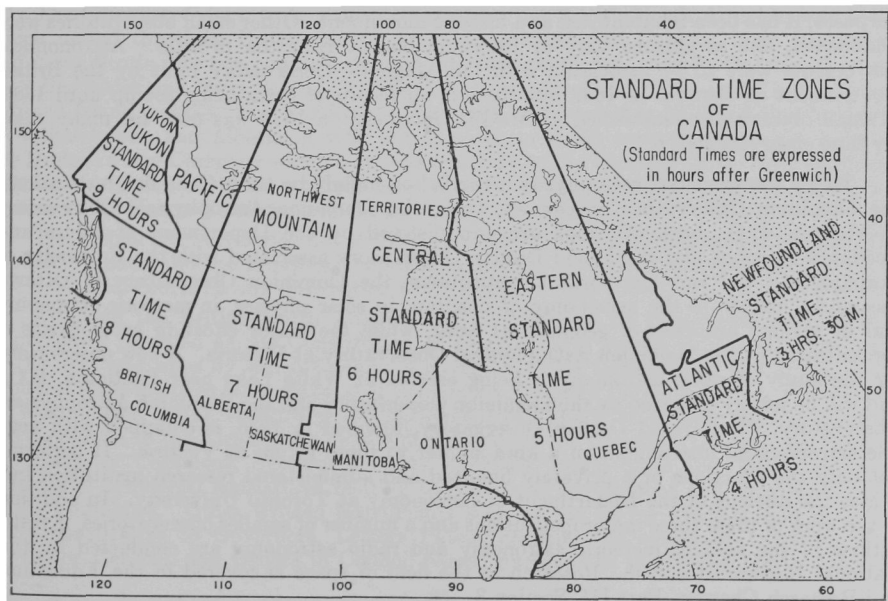 150 140 110 100 80 60 40 30
STANDARD TIME ZONES
OF
CANADA
(Standard Times are expressed
in hours after Greenwich)
150
140
130
40
50
YUKON
YUKON
STANDARD
TIME
9 HOURS
PACIFIC
STANDARD
TIME
8 HOURS
BRITISH
COLUMBIA
NORTHWEST TERRITORIES
MOUNTAIN
STANDARD
TIME
7 HOURS
ALBERTA
SASKATCHEWAN
CENTRAL
STANDARD
TIME
6 HOURS
MANITOBA
ONTARIO
EASTERN
STANDARD
TIME
5 HOURS
QUEBEC
ATLANTIC
STANDARD
TIME
4 HOURS
NEWFOUNDLAND
STANDARD
TIME
3 HRS. 30 M.
120 110 100 90 80 70 60